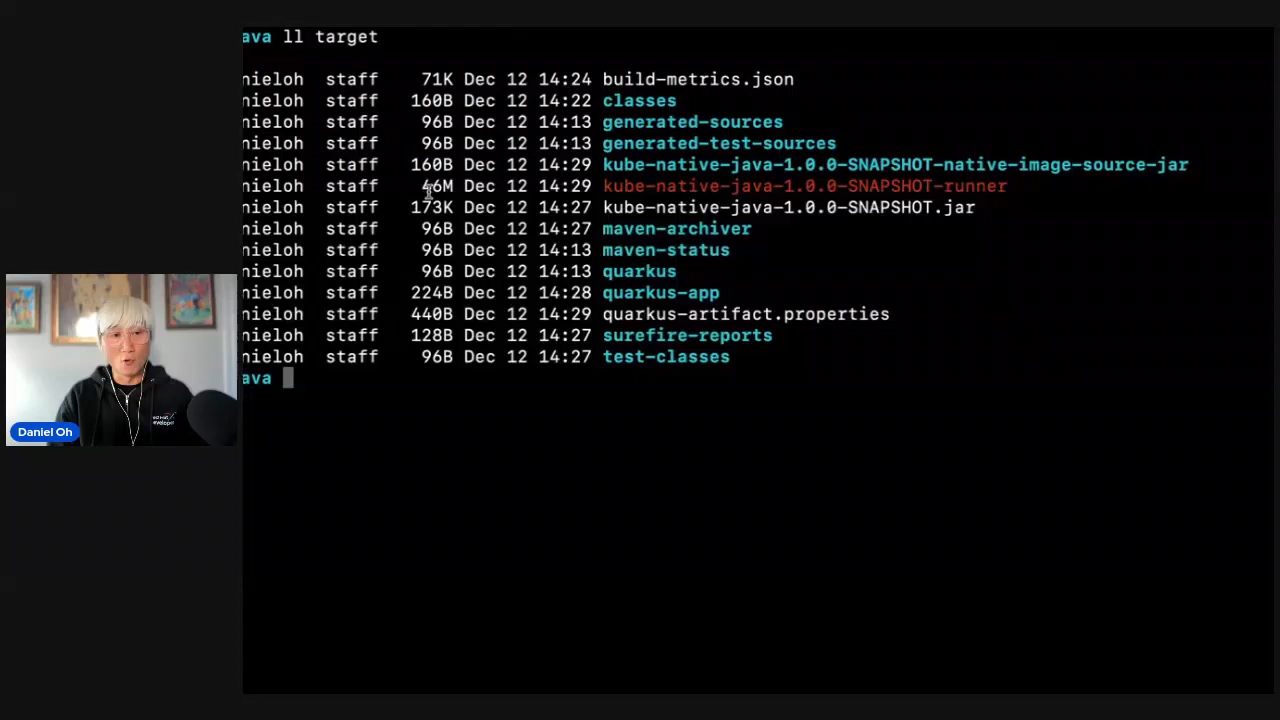 ava ll target
nieloh staff 71K Dec 12 14:24 build-metrics.json
nieloh staff 160B Dec 12 14:22 classes
nieloh staff 96B Dec 12 14:13 generated-sources
nieloh staff 96B Dec 12 14:13 generated-test-sources
nieloh staff 160B Dec 12 14:29 kube-native-java-1.0.0-SNAPSHOT-native-image-source-jar
nieloh staff 46M Dec 12 14:29 kube-native-java-1.0.0-SNAPSHOT-runner
nieloh staff 173K Dec 12 14:27 kube-native-java-1.0.0-SNAPSHOT.jar
nieloh staff 96B Dec 12 14:27 maven-archiver
nieloh staff 96B Dec 12 14:13 maven-status
nieloh staff 96B Dec 12 14:13 quarkus
nieloh staff 224B Dec 12 14:28 quarkus-app
nieloh staff 440B Dec 12 14:29 quarkus-artifact.properties
nieloh staff 128B Dec 12 14:27 surefire-reports
nieloh staff 96B Dec 12 14:27 test-classes
ava
Daniel Oh